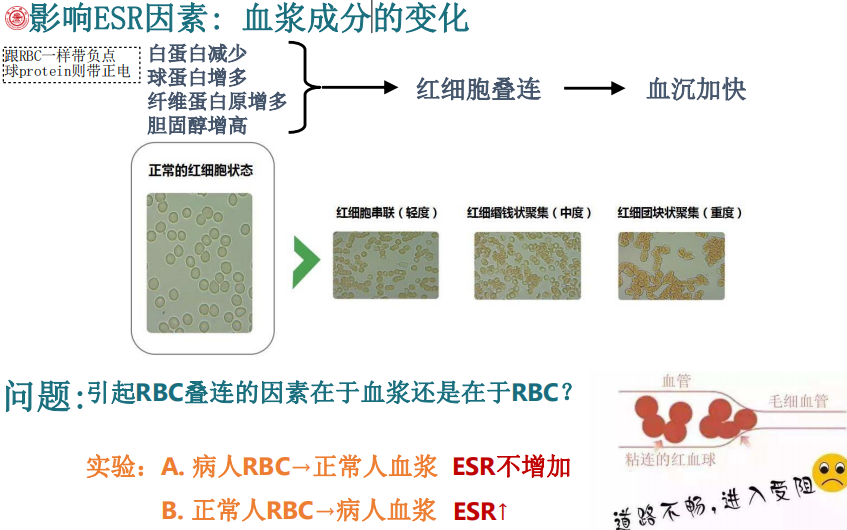 影响ESR因素: 血浆成分的变化
跟RBC一样带负点
球protein则带正电
白蛋白减少
球蛋白增多
纤维蛋白原增多
胆固醇增高
红细胞叠连
血沉加快
正常的红细胞状态
红细胞串联（轻度）
红细缗钱状聚集（中度）
红细团块状聚集（重度）
问题:引起RBC叠连的因素在于血浆还是在于RBC？
实验：A. 病人RBC→正常人血浆 ESR不增加
B. 正常人RBC→病人血浆 ESR↑
血管
毛细血管
粘连的红血球
道路不畅，进入受阻